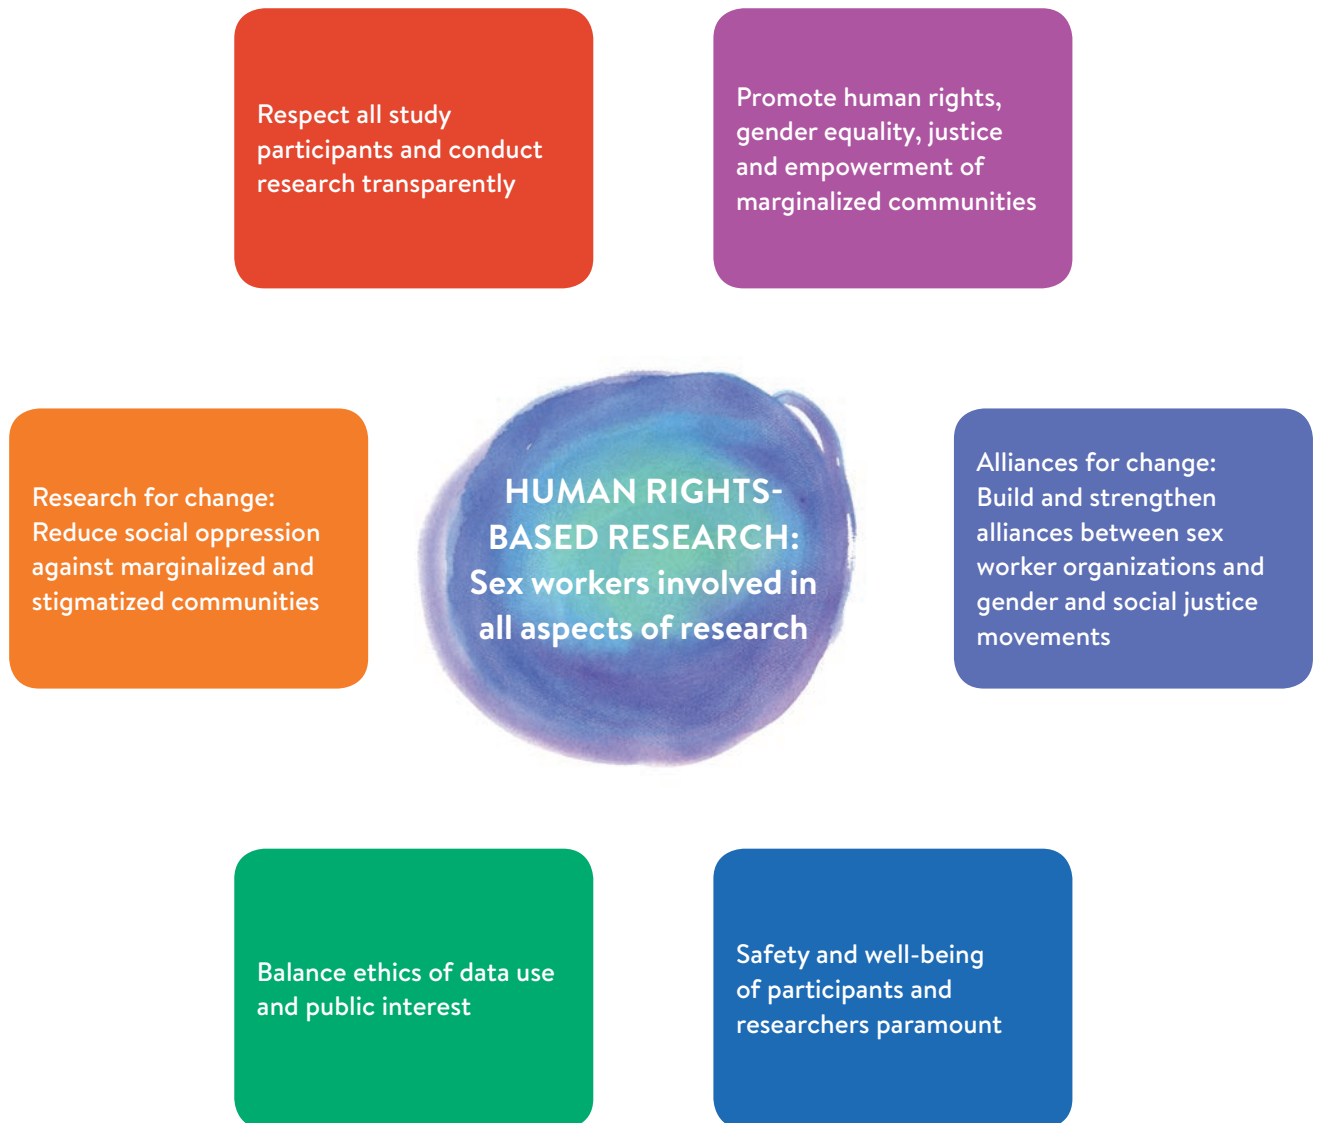 Respect all study
participants and conduct
research transparently
Promote human rights,
gender equality, justice
and empowerment of
marginalized communities
Research for change:
Reduce social oppression
against marginalized and
stigmatized communities
HUMAN RIGHTS-
BASED RESEARCH:
Sex workers involved in
all aspects of research
Alliances for change:
Build and strengthen
alliances between sex
worker organizations and
gender and social justice
movements
Balance ethics of data use
and public interest
Safety and well-being
of participants and
researchers paramount